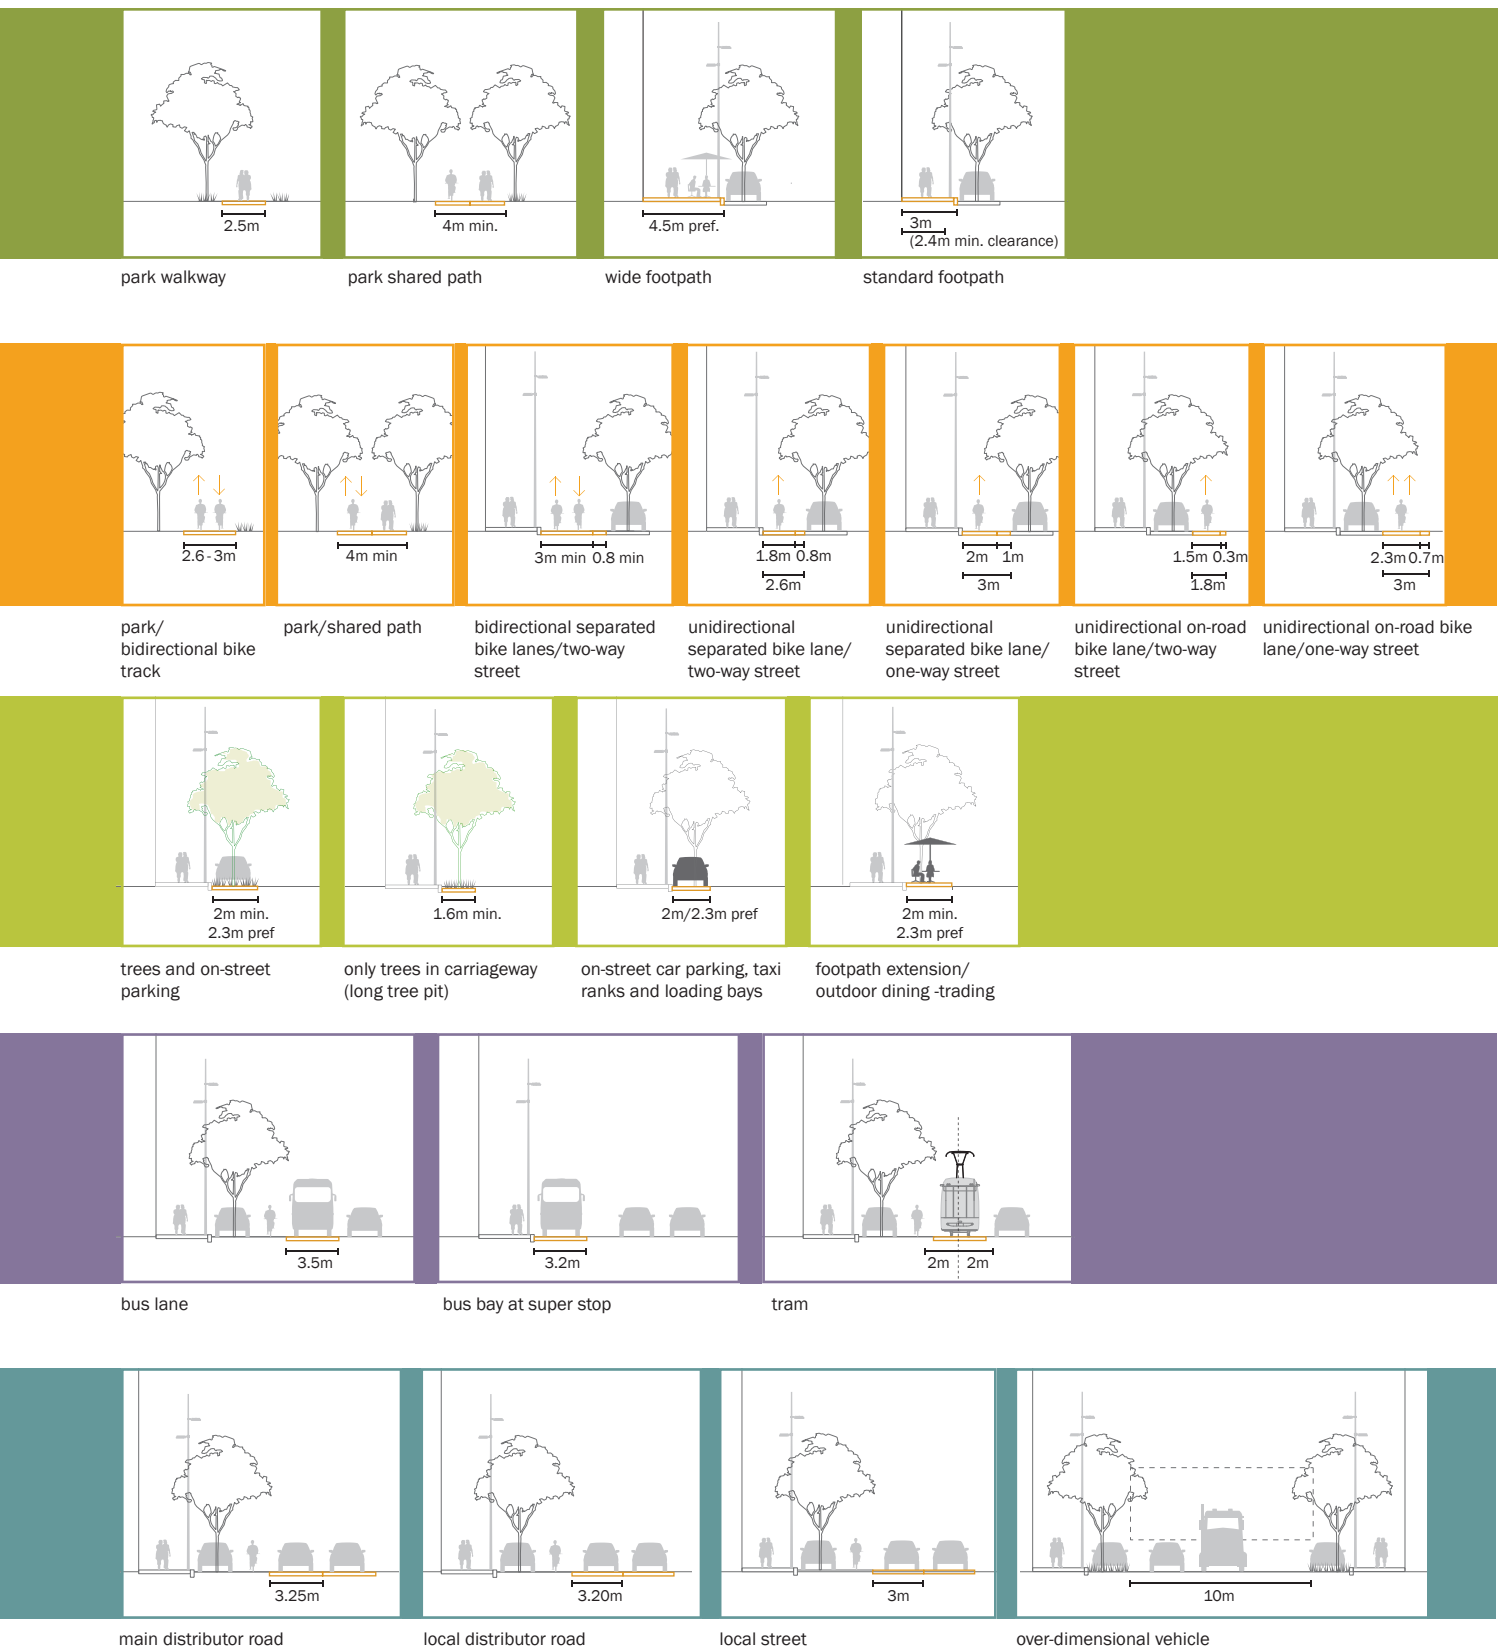 2.5m
4m min.
4.5m pref.
3m
(2.4m min. clearance)
park walkway
park shared path
wide footpath
standard footpath
2.6-3m
4m min
3m min 0.8 min
1.8m 0.8m
2.6m
2m 1m
3m
1.5m 0.3m
1.8m
2.3m 0.7m
3m
park/
bidirectional bike
track
park/shared path
bidirectional separated
bike lanes/two-way
street
unidirectional
separated bike lane/
two-way street
unidirectional
separated bike lane/
one-way street
unidirectional on-road
bike lane/two-way
street
unidirectional on-road bike
lane/one-way street
2m min.
2.3m pref
1.6m min.
2m/2.3m pref
2m min.
2.3m pref
trees and on-street
parking
only trees in carriageway
(long tree pit)
on-street car parking, taxi
ranks and loading bays
footpath extension/
outdoor dining -trading
3.5m
3.2m
2m 2m
bus lane
bus bay at super stop
tram
3.25m
3.20m
3m
10m
main distributor road
local distributor road
local street
over-dimensional vehicle